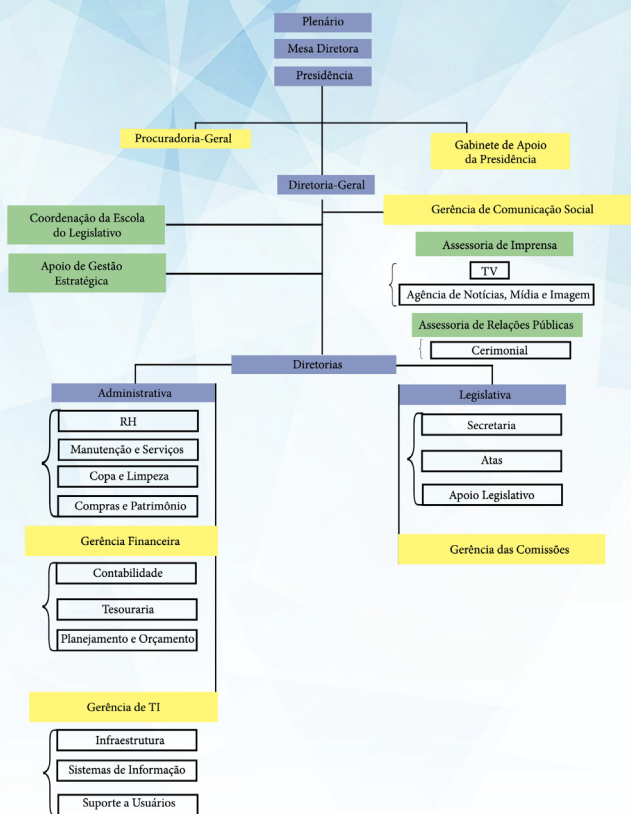 Plenário
Mesa Diretora
Presidência
Procuradoria-Geral
Gabinete de Apoio
da Presidência
Diretoria-Geral
Coordenação da Escola
do Legislativo
Gerência de Comunicação Social
Apoio de Gestão
Estratégica
Assessoria de Imprensa
TV
Agência de Notícias, Mídia e Imagem
Assessoria de Relações Públicas
Cerimonial
Diretorias
Administrativa
RH
Manutenção e Serviços
Copa e Limpeza
Compras e Patrimônio
Gerência Financeira
Contabilidade
Tesouraria
Planejamento e Orçamento
Gerência de TI
Infraestrutura
Sistemas de Informação
Suporte a Usuários
Legislativa
Secretaria
Atas
Apoio Legislativo
Gerência das Comissões